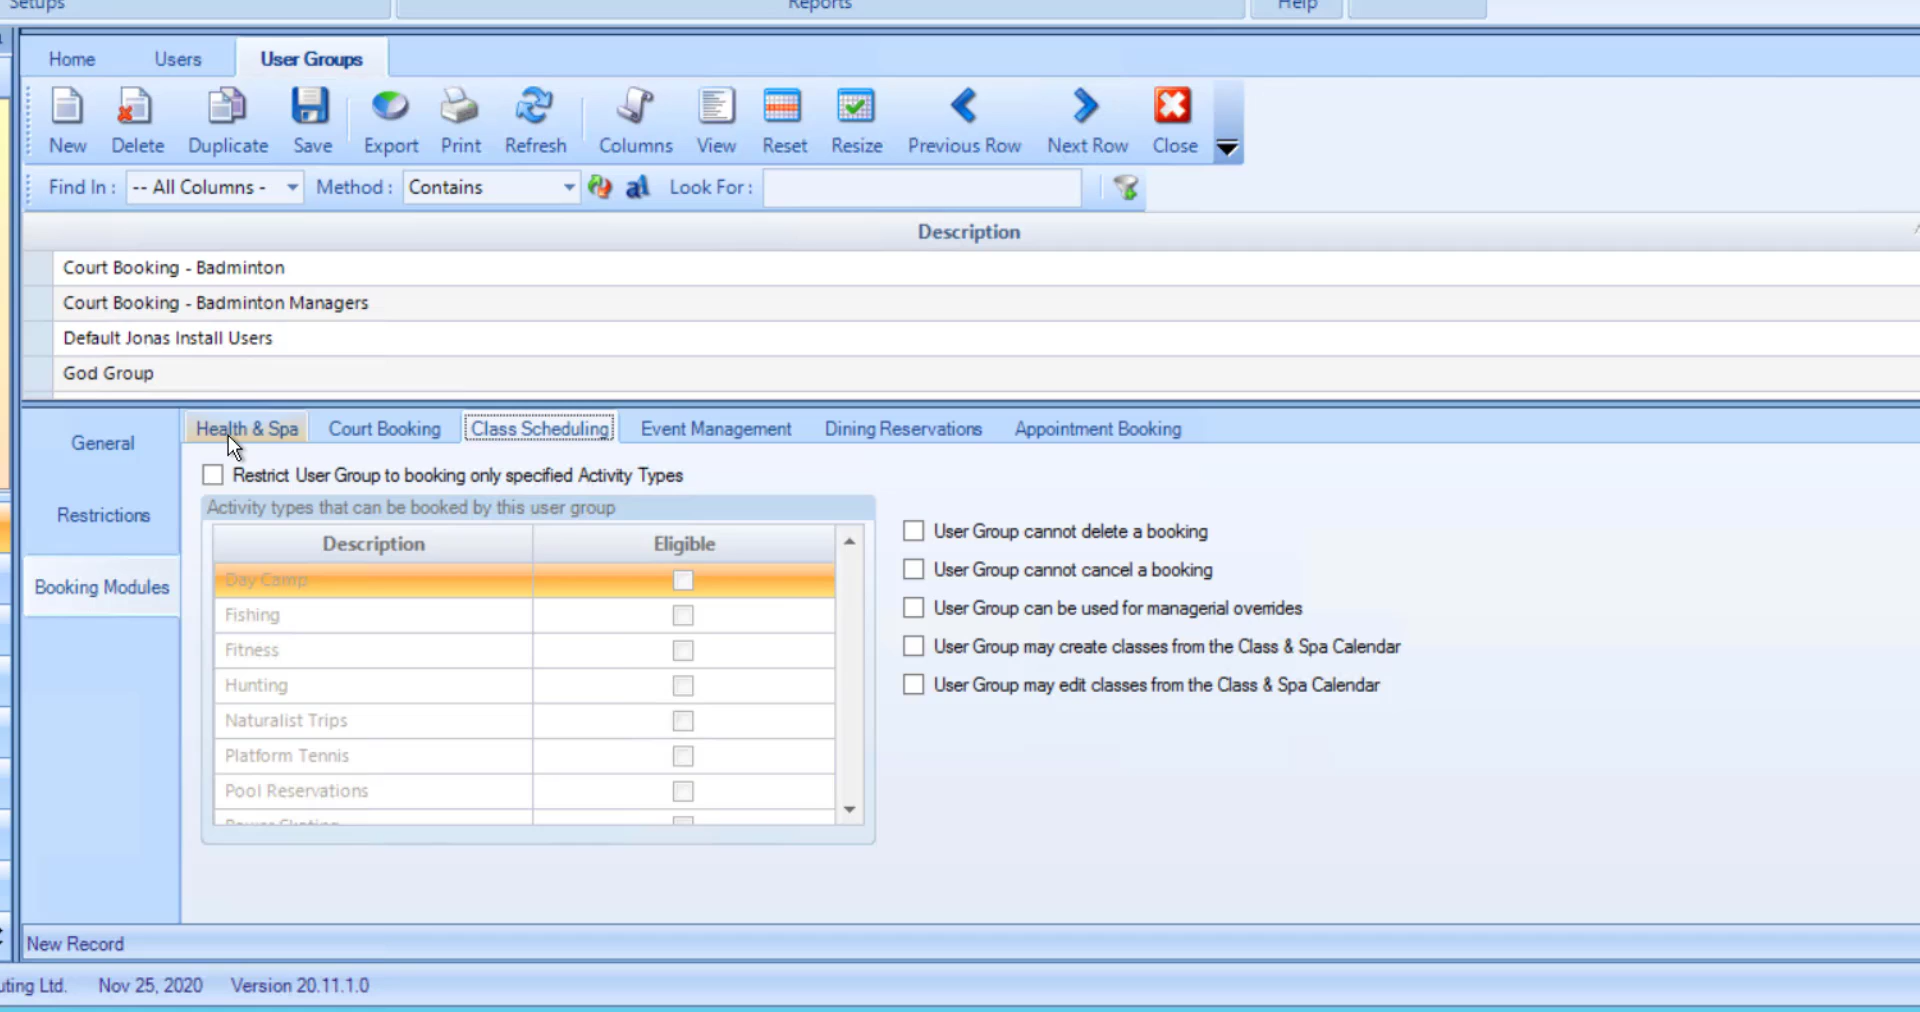 Setups
Reports
Help
Home
Users
User Groups
New
Delete
Duplicate
Save
Export
Print
Refresh
Columns
View
Reset
Resize
Previous Row
Next Row
Close
Find In :
-- All Columns -
Method :
Contains
Look For :
Description
Court Booking - Badminton
Court Booking - Badminton Managers
Default Jonas Install Users
God Group
General
Restrictions
Booking Modules
Health & Spa
Court Booking
Class Scheduling
Event Management
Dining Reservations
Appointment Booking
Restrict User Group to booking only specified Activity Types
Activity types that can be booked by this user group
Description
Eligible
Day Camp
Fishing
Fitness
Hunting
Naturalist Trips
Platform Tennis
Pool Reservations
Power Skating
User Group cannot delete a booking
User Group cannot cancel a booking
User Group can be used for managerial overrides
User Group may create classes from the Class & Spa Calendar
User Group may edit classes from the Class & Spa Calendar
New Record
uting Ltd.
Nov 25, 2020
Version 20.11.1.0